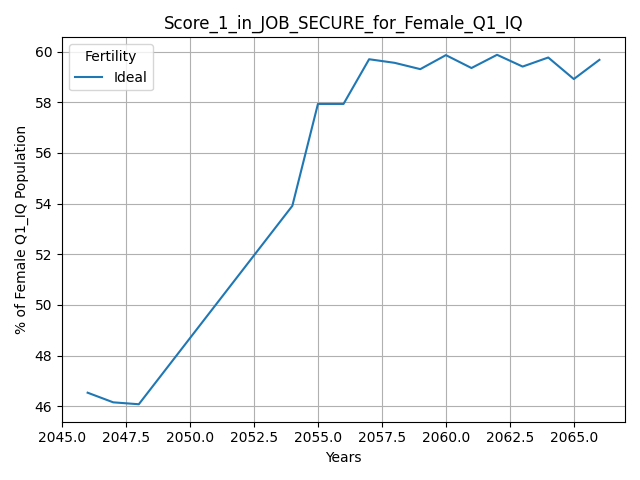 Score_1_in_JOB_SECURE_for_Female_Q1_IQ
Fertility
Ideal
% of Female Q1_IQ Population
60
58
56
54
52
50
48
46
2045.0 2047.5 2050.0 2052.5 2055.0 2057.5 2060.0 2062.5 2065.0
Years